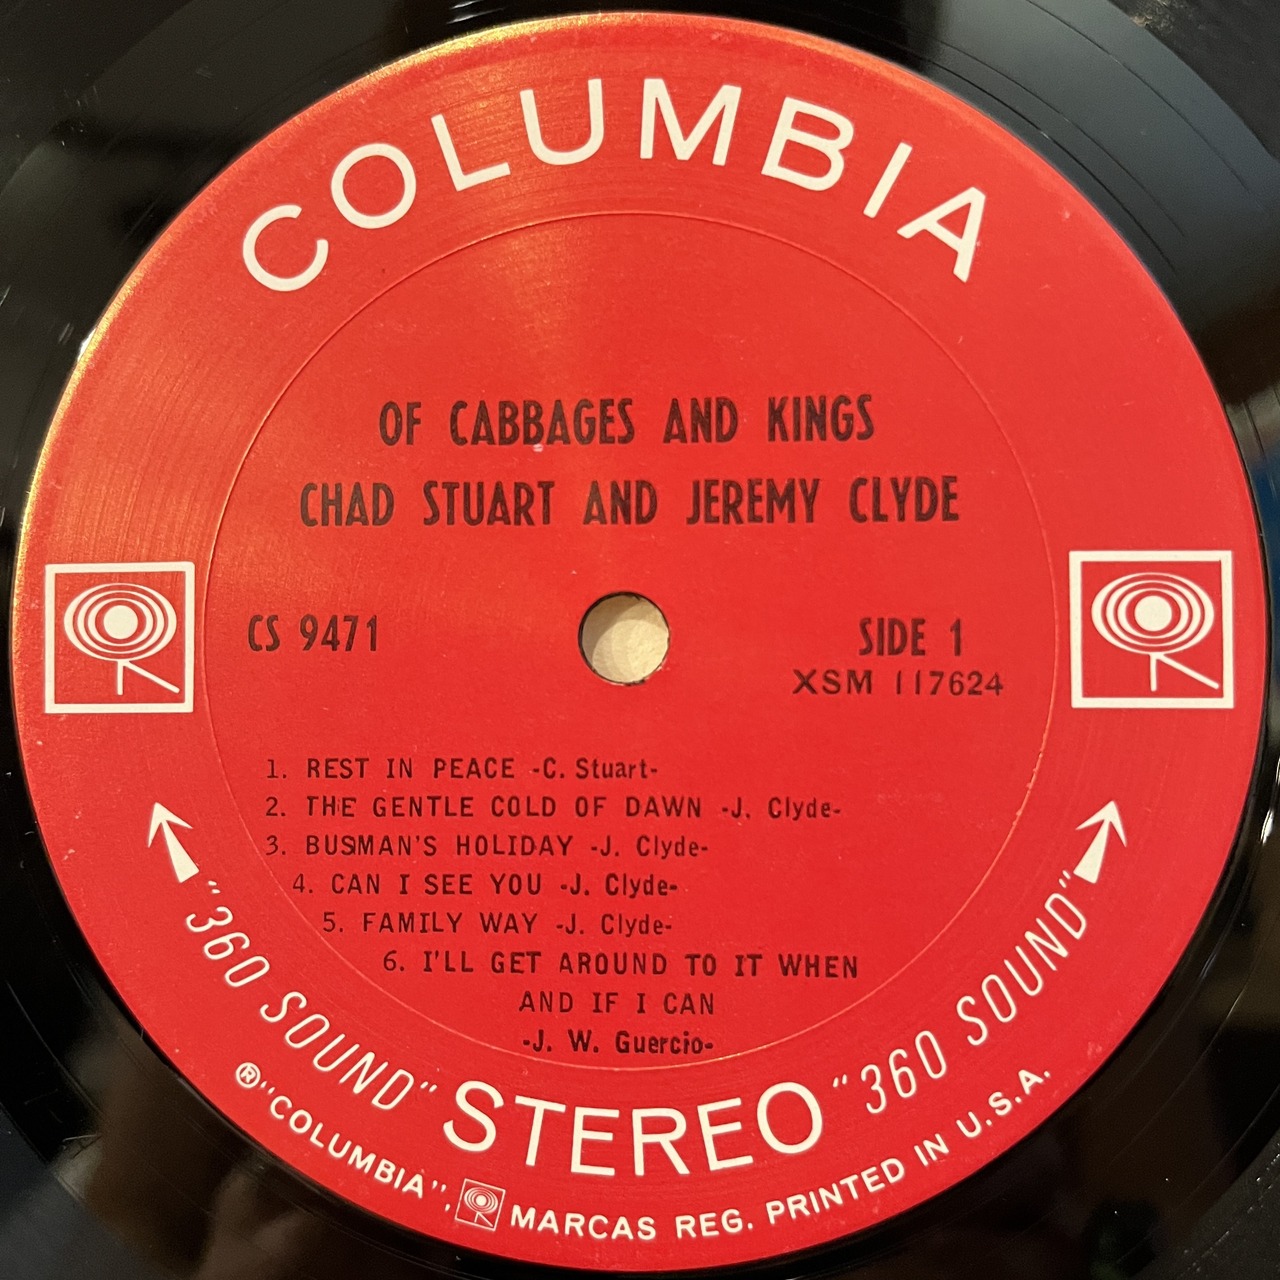 COLUMBIA
OF CABBAGES AND KINGS
CHAD STUART AND JEREMY CLYDE
CS 9471
SIDE 1
XSM 117624
1. REST IN PEACE -C. Stuart-
2. THE GENTLE COLD OF DAWN -J. Clyde-
3. BUSMAN'S HOLIDAY -J. Clyde-
4. CAN I SEE YOU -J. Clyde-
5. FAMILY WAY -J. Clyde-
6. I'LL GET AROUND TO IT WHEN
AND IF I CAN
-J. W. Guercio-
"360 SOUND" STEREO "360 SOUND"
®"COLUMBIA", MARCAS REG. PRINTED IN U.S.A.